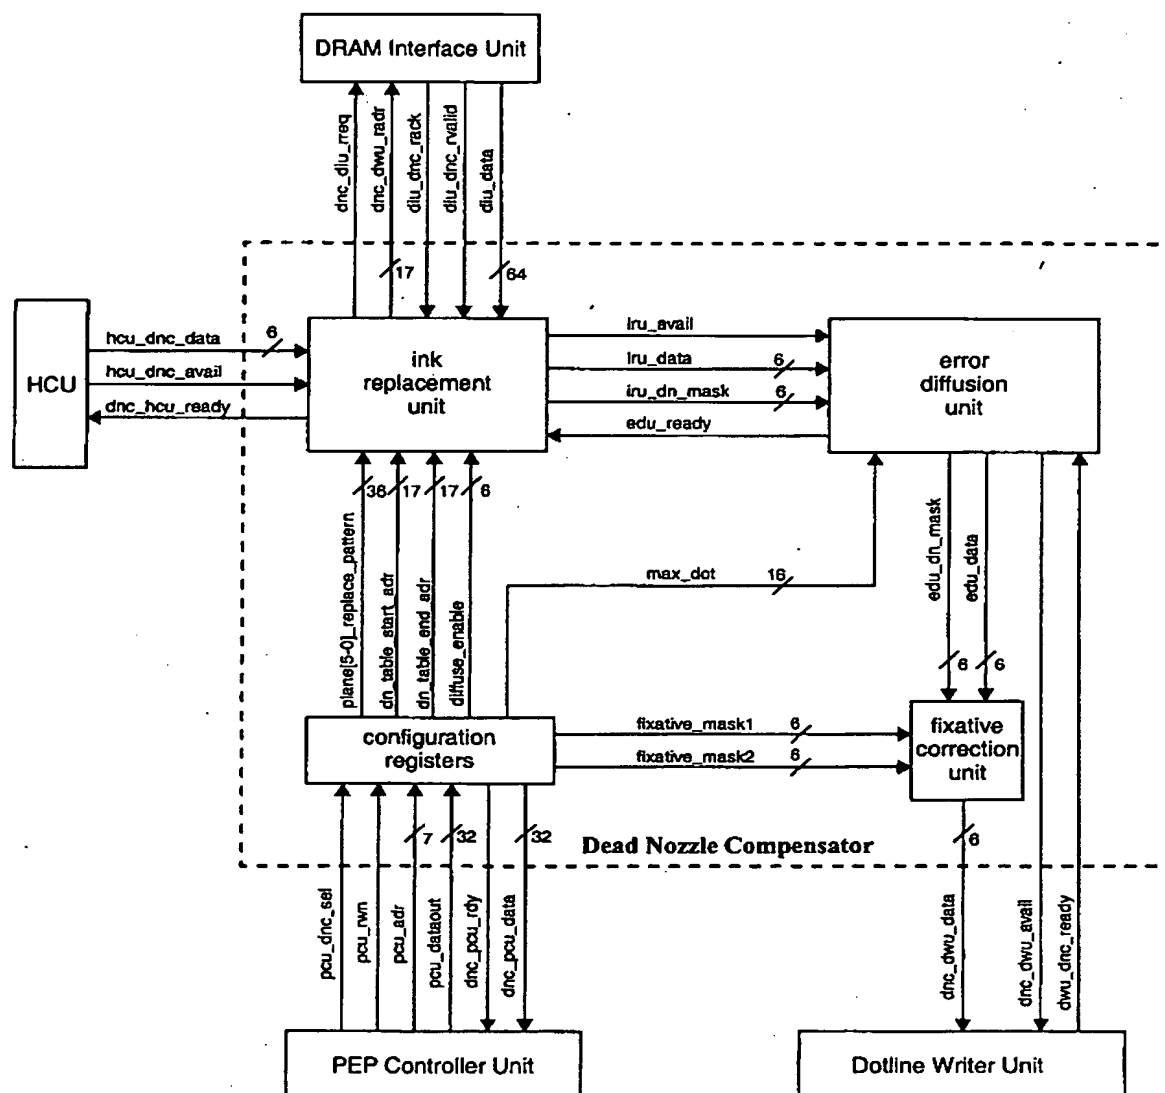 DRAM Interface Unit
dnc_diu_rreq
dnc_dwu_radr
diu_dnc_rack
diu_dnc_rvalid
diu_data
17
64
HCU
hcu_dnc_data
6
hcu_dnc_avail
dnc_hcu_ready
ink
replacement
unit
iru_avail
iru_data
6
iru_dn_mask
6
edu_ready
error
diffusion
unit
36
17
17
6
plane[5-0]_replace_pattern
dn_table_start_adr
dn_table_end_adr
diffuse_enable
max_dot
16
edu_dn_mask
edu_data
6
6
configuration
registers
fixative_mask1
6
fixative_mask2
6
fixative
correction
unit
7
32
32
6
Dead Nozzle Compensator
pcu_dnc_sel
pcu_rwn
pcu_adr
pcu_dataout
dnc_pcu_rdy
dnc_pcu_data
dnc_dwu_data
dnc_dwu_avail
dwu_dnc_ready
PEP Controller Unit
Dotline Writer Unit